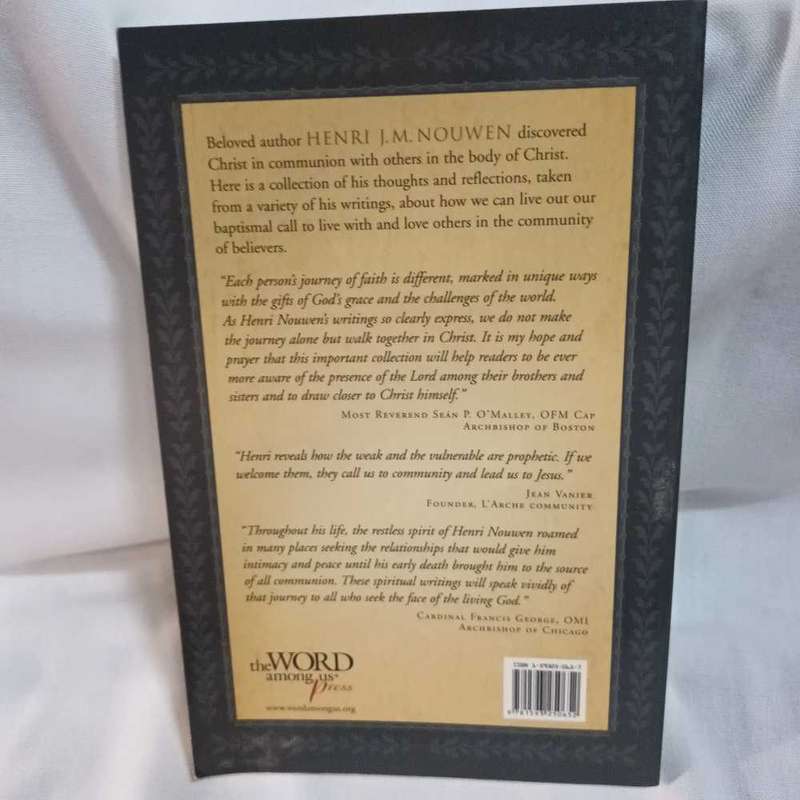 Beloved author HENRI J.M. NOUWEN discovered
Christ in communion with others in the body of Christ.
Here is a collection of his thoughts and reflections, taken
from a variety of his writings, about how we can live out our
baptismal call to live with and love others in the community
of believers.
"Each person's journey of faith is different, marked in unique ways
with the gifts of God's grace and the challenges of the world.
As Henri Nouwen's writings so clearly express, we do not make
the journey alone but walk together in Christ. It is my hope and
prayer that this important collection will help readers to be ever
more aware of the presence of the Lord among their brothers and
sisters and to draw closer to Christ himself."
Most Reverend Seán P. O'Malley, OFM Cap
Archbishop of Boston
"Henri reveals how the weak and the vulnerable are prophetic. If we
welcome them, they call us to community and lead us to Jesus."
Jean Vanier
Founder, L'Arche community
"Throughout his life, the restless spirit of Henri Nouwen roamed
in many places seeking the relationships that would give him
intimacy and peace until his early death brought him to the source
of all communion. These spiritual writings will speak vividly of
that journey to all who seek the face of the living God."
Cardinal Francis George, OMI
Archbishop of Chicago
the WORD
among us®
press
www.wordamongus.org
ISBN